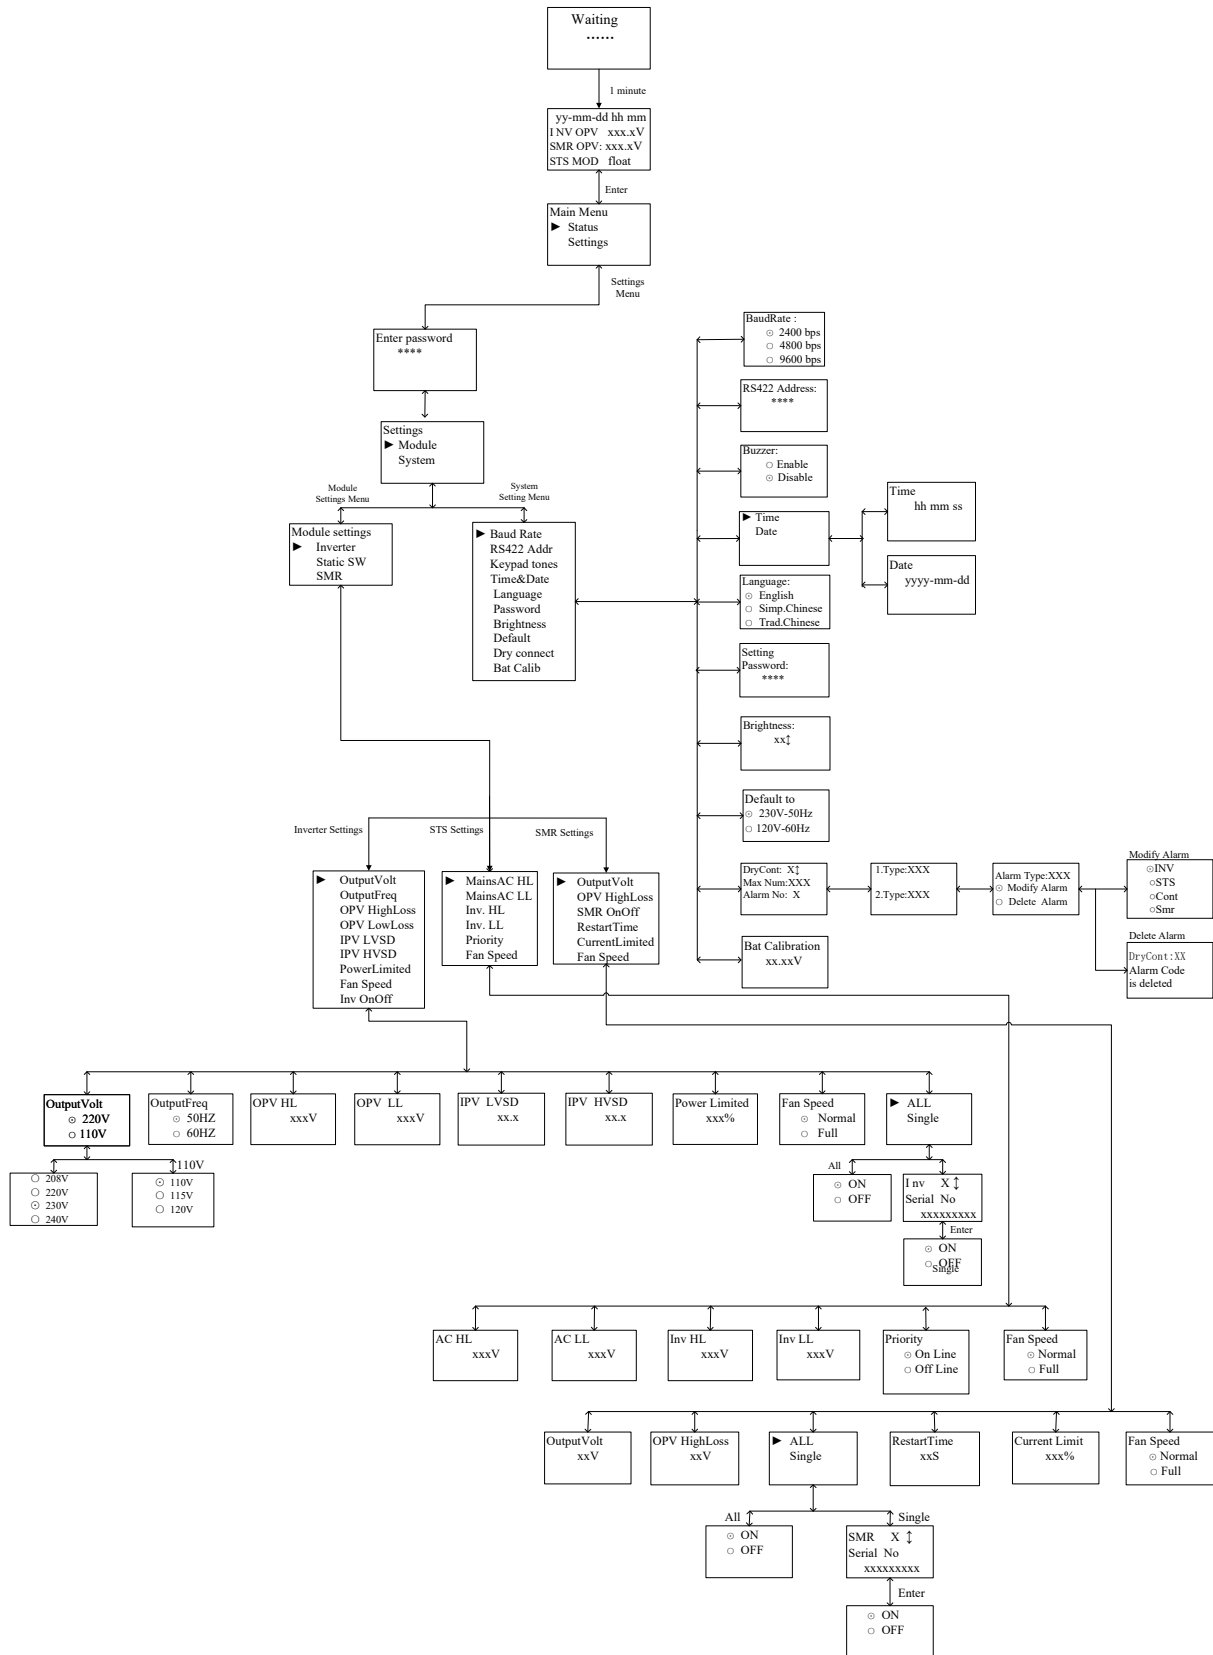 Waiting
......
1 minute
yy-mm-dd hh mm
I NV OPV xxx.xV
SMR OPV: xxx.xV
STS MOD float
Enter
Main Menu
► Status
Settings
Settings
Menu
Enter password
****
Settings
► Module
System
Module
Settings Menu
System
Setting Menu
Module settings
► Inverter
Static SW
SMR
► Baud Rate
RS422 Addr
Keypad tones
Time&Date
Language
Password
Brightness
Default
Dry connect
Bat Calib
BaudRate :
⊙ 2400 bps
○ 4800 bps
○ 9600 bps
RS422 Address:
****
Buzzer:
○ Enable
⊙ Disable
► Time
Date
Time
hh mm ss
Date
yyyy-mm-dd
Language:
⊙ English
○ Simp.Chinese
○ Trad.Chinese
Setting
Password:
****
Brightness:
xx↕
Default to
⊙ 230V-50Hz
○ 120V-60Hz
DryCont: X↕
Max Num:XXX
Alarm No: X
1.Type:XXX
2.Type:XXX
Alarm Type:XXX
⊙ Modify Alarm
○ Delete Alarm
Modify Alarm
⊙INV
○STS
○Cont
○Smr
Delete Alarm
DryCont:XX
Alarm Code
is deleted
Bat Calibration
xx.xxV
Inverter Settings
STS Settings
SMR Settings
► OutputVolt
OutputFreq
OPV HighLoss
OPV LowLoss
IPV LVSD
IPV HVSD
PowerLimited
Fan Speed
Inv OnOff
► MainsAC HL
MainsAC LL
Inv. HL
Inv. LL
Priority
Fan Speed
► OutputVolt
OPV HighLoss
SMR OnOff
RestartTime
CurrentLimited
Fan Speed
OutputVolt
⊙ 220V
○ 110V
OutputFreq
⊙ 50HZ
○ 60HZ
OPV HL
xxxV
OPV LL
xxxV
IPV LVSD
xx.x
IPV HVSD
xx.x
Power Limited
xxx%
Fan Speed
⊙ Normal
○ Full
► ALL
Single
110V
○ 208V
○ 220V
⊙ 230V
○ 240V
⊙ 110V
○ 115V
○ 120V
All
⊙ ON
○ OFF
I nv X ↕
Serial No
xxxxxxxxx
Enter
⊙ ON
○ OFF
Single
AC HL
xxxV
AC LL
xxxV
Inv HL
xxxV
Inv LL
xxxV
Priority
⊙ On Line
○ Off Line
Fan Speed
⊙ Normal
○ Full
OutputVolt
xxV
OPV HighLoss
xxV
► ALL
Single
RestartTime
xxS
Current Limit
xxx%
Fan Speed
⊙ Normal
○ Full
All
⊙ ON
○ OFF
Single
SMR X ↕
Serial No
xxxxxxxxx
Enter
⊙ ON
○ OFF